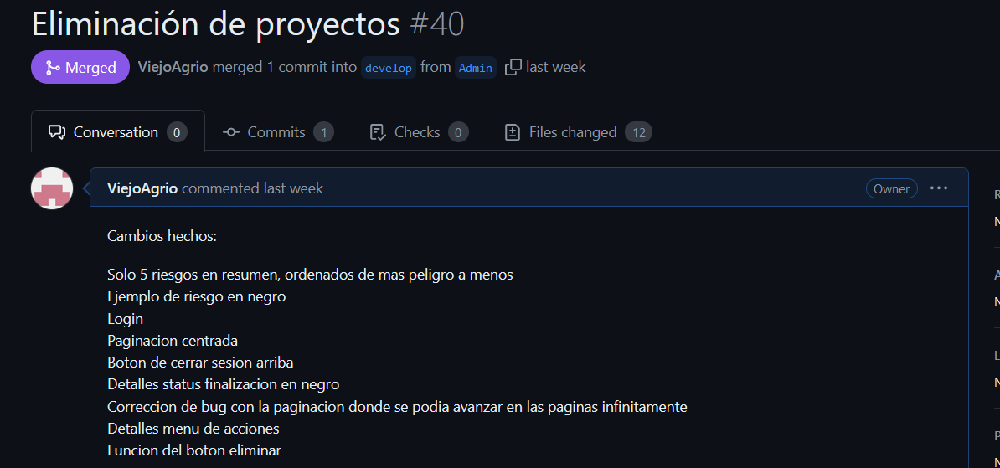 Eliminación de proyectos #40
Merged ViejoAgrio merged 1 commit into develop from Admin last week
Conversation 0 Commits 1 Checks 0 Files changed 12
ViejoAgrio commented last week Owner
Cambios hechos:
Solo 5 riesgos en resumen, ordenados de mas peligro a menos
Ejemplo de riesgo en negro
Login
Paginacion centrada
Boton de cerrar sesion arriba
Detalles status finalizacion en negro
Correccion de bug con la paginacion donde se podia avanzar en las paginas infinitamente
Detalles menu de acciones
Funcion del boton eliminar